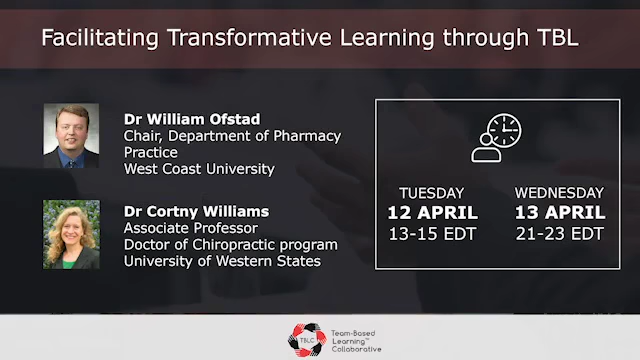 Facilitating Transformative Learning through TBL
Dr William Ofstad
Chair, Department of Pharmacy
Practice
West Coast University
Dr Cortny Williams
Associate Professor
Doctor of Chiropractic program
University of Western States
TUESDAY
12 APRIL
13-15 EDT
WEDNESDAY
13 APRIL
21-23 EDT
TBLC
Team-Based
Learning™
Collaborative